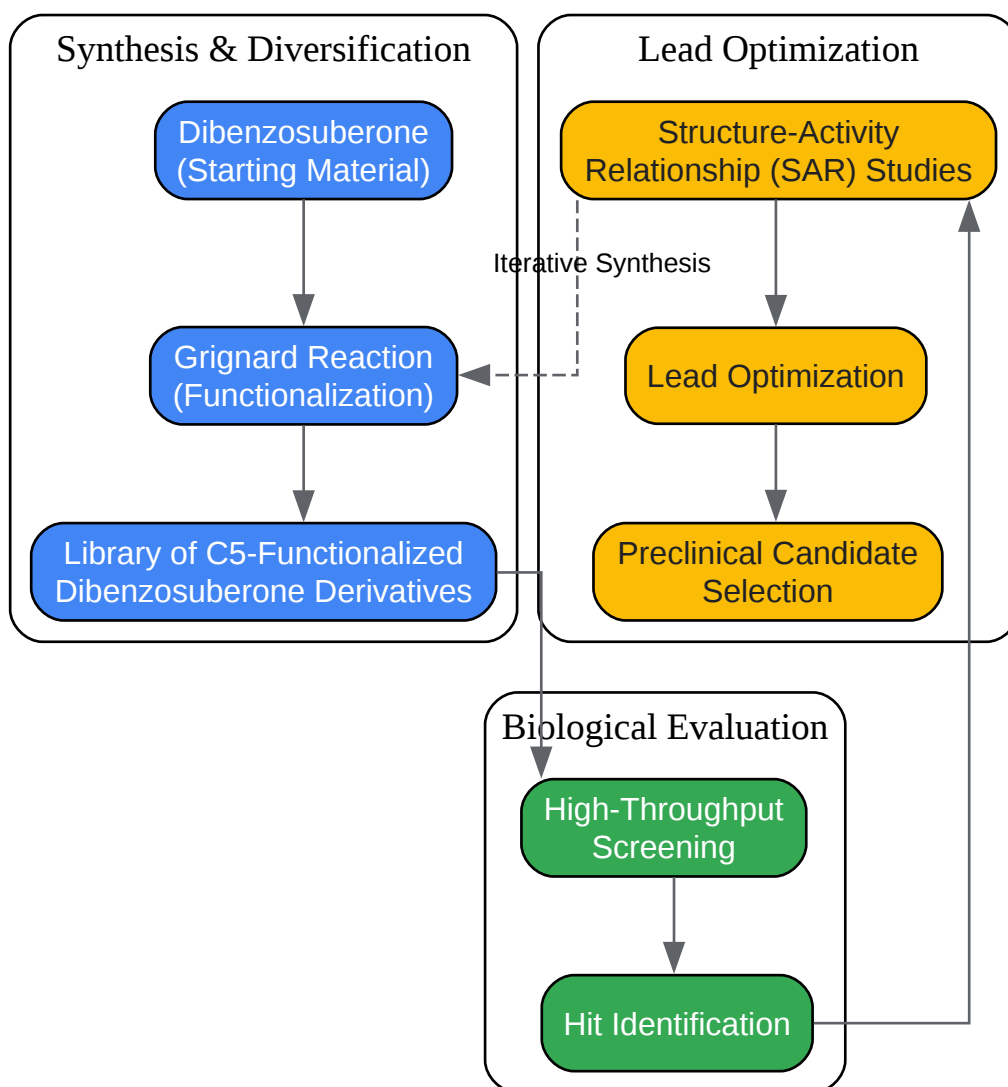 Synthesis & Diversification
Dibenzosuberone
(Starting Material)
Grignard Reaction
(Functionalization)
Library of C5-Functionalized
Dibenzosuberone Derivatives
Lead Optimization
Structure-Activity
Relationship (SAR) Studies
Iterative Synthesis
Lead Optimization
Preclinical Candidate
Selection
Biological Evaluation
High-Throughput
Screening
Hit Identification